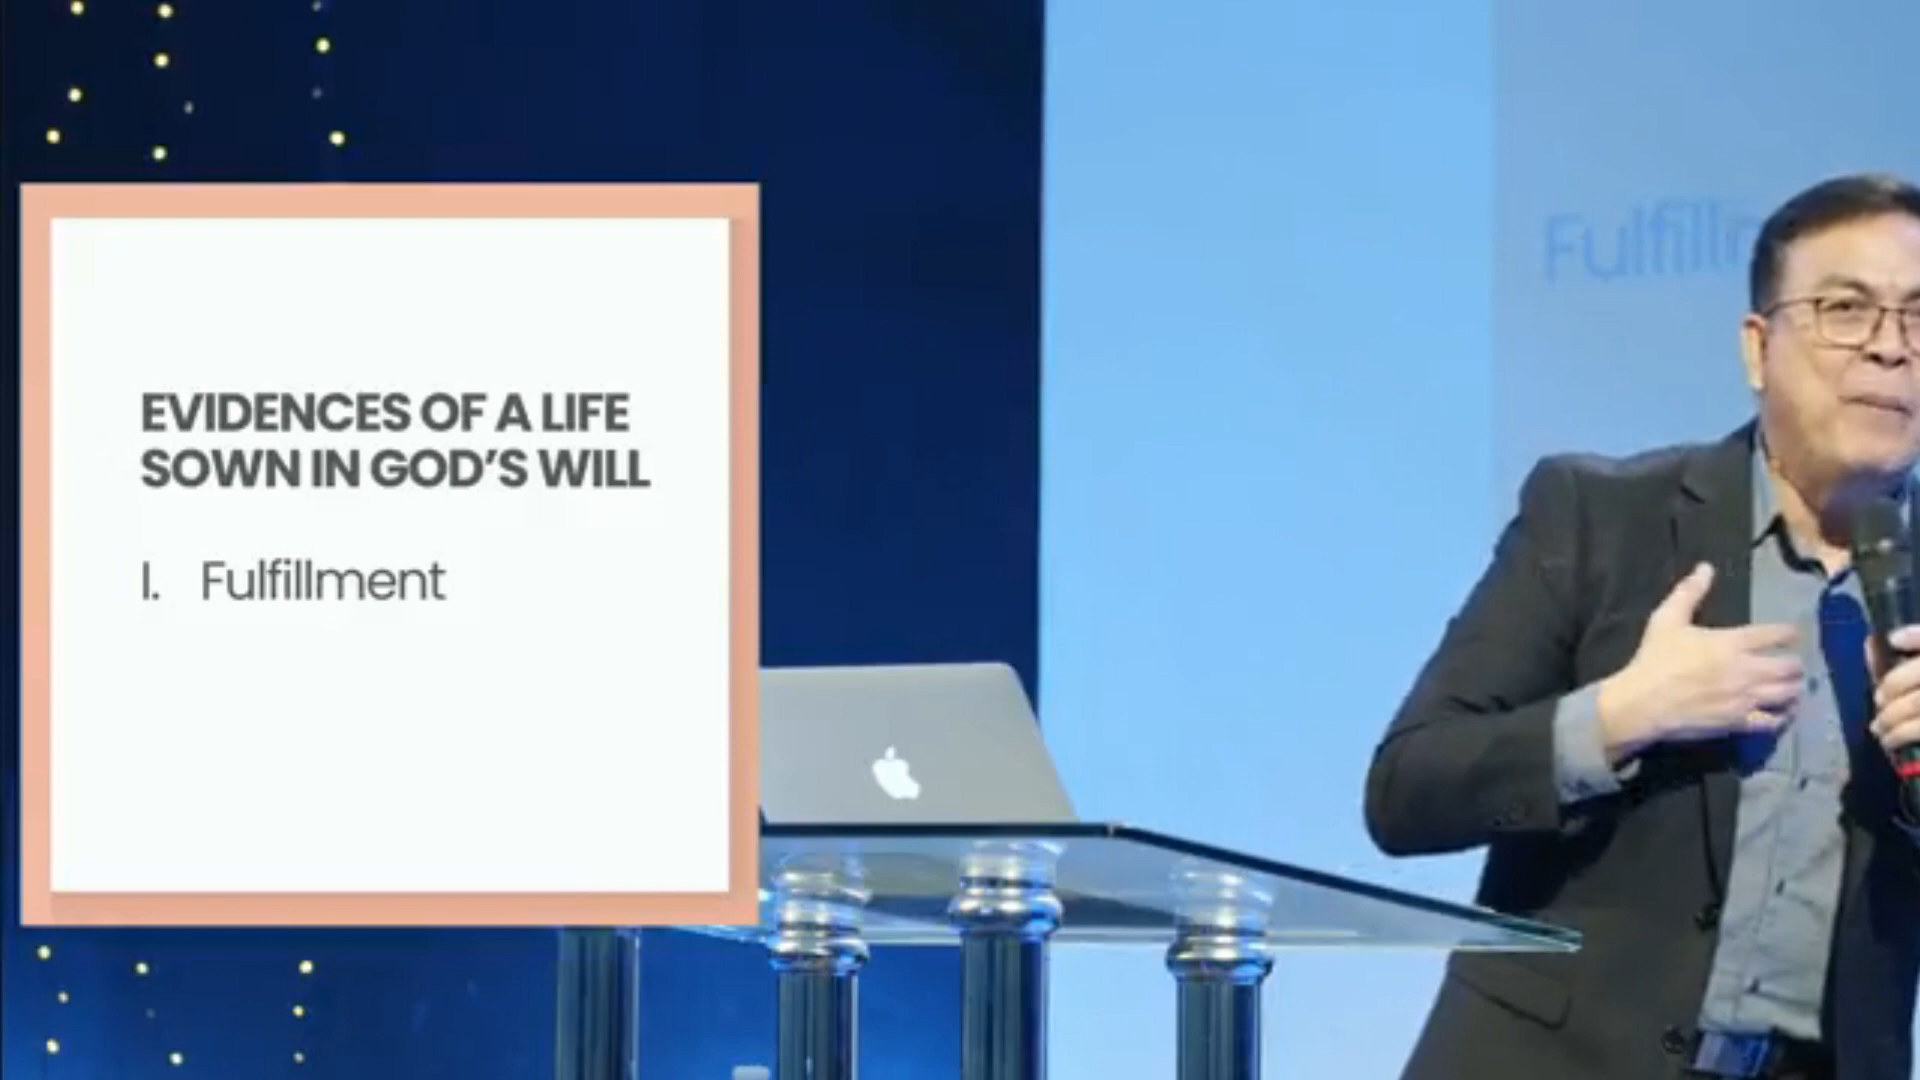 EVIDENCES OF A LIFE
SOWN IN GOD’S WILL
I. Fulfillment